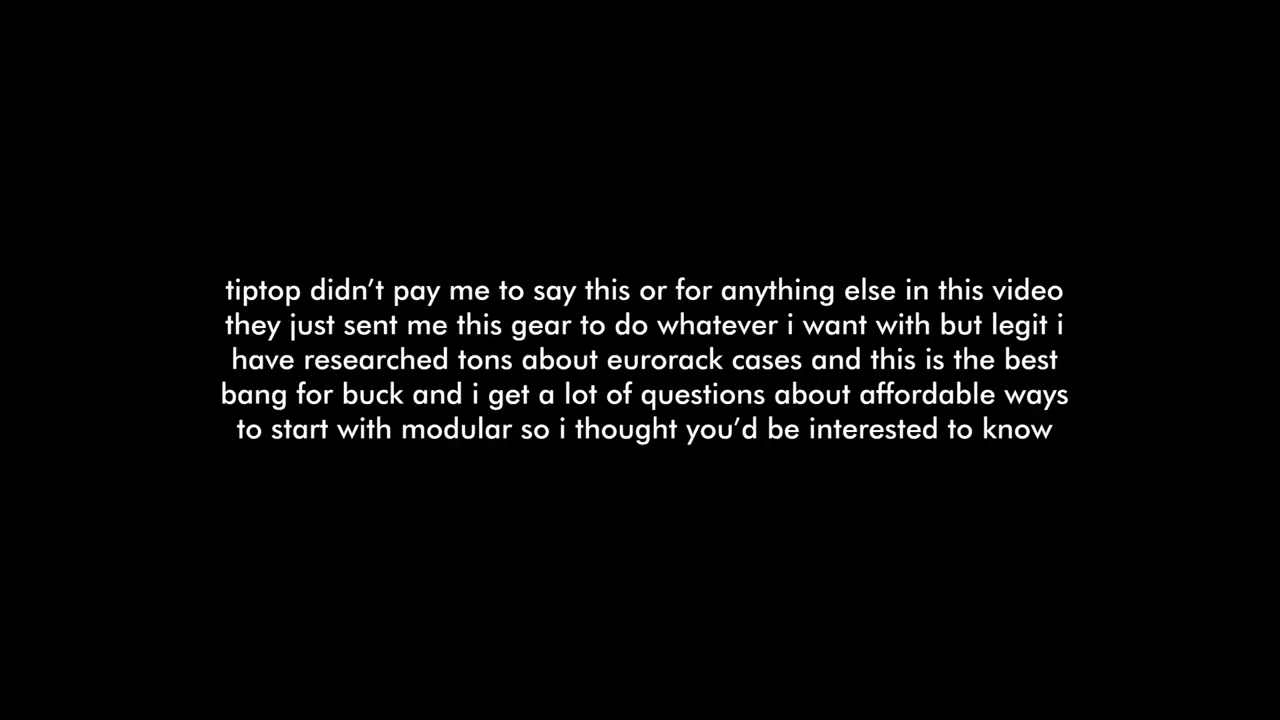 tiptop didn’t pay me to say this or for anything else in this video
they just sent me this gear to do whatever i want with but legit i
have researched tons about eurorack cases and this is the best
bang for buck and i get a lot of questions about affordable ways
to start with modular so i thought you’d be interested to know